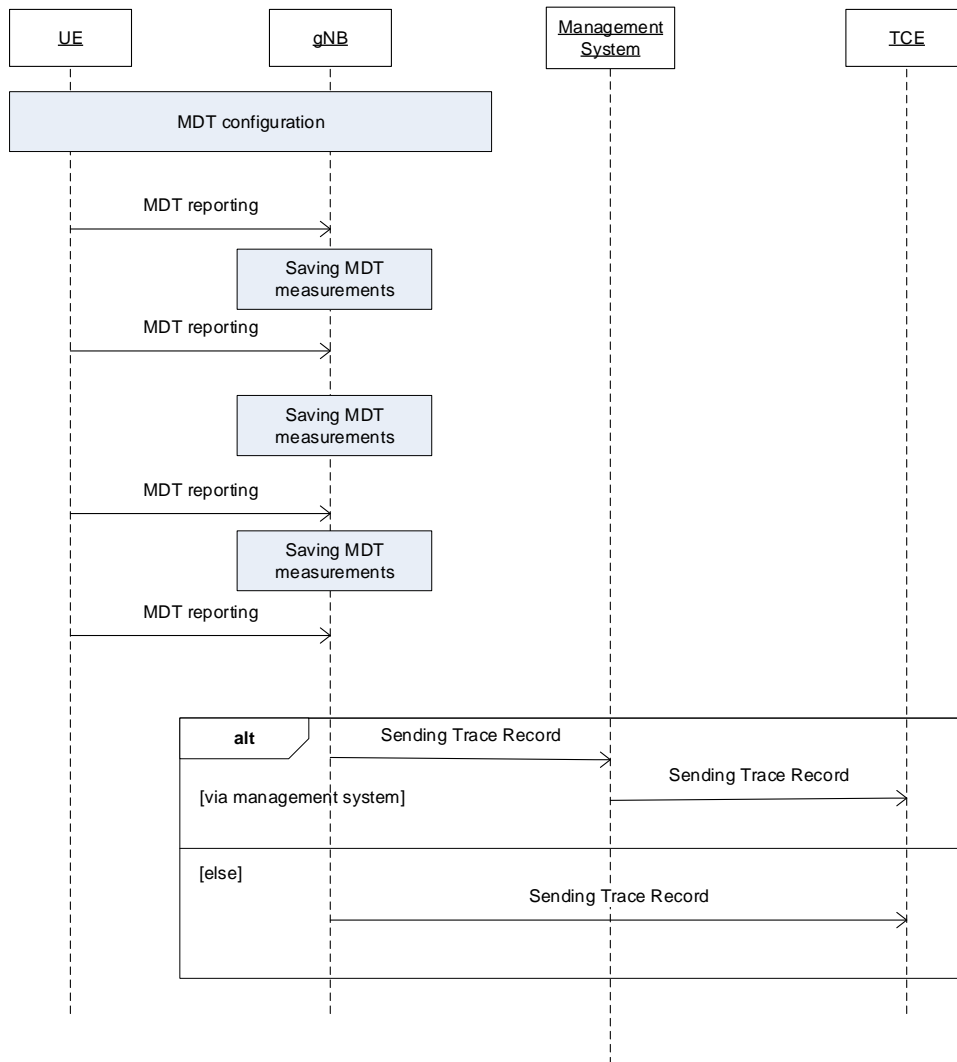 UE
gNB
Management
System
TCE
MDT configuration
MDT reporting
Saving MDT
measurements
MDT reporting
Saving MDT
measurements
MDT reporting
Saving MDT
measurements
MDT reporting
alt
Sending Trace Record
Sending Trace Record
[via management system]
[else]
Sending Trace Record